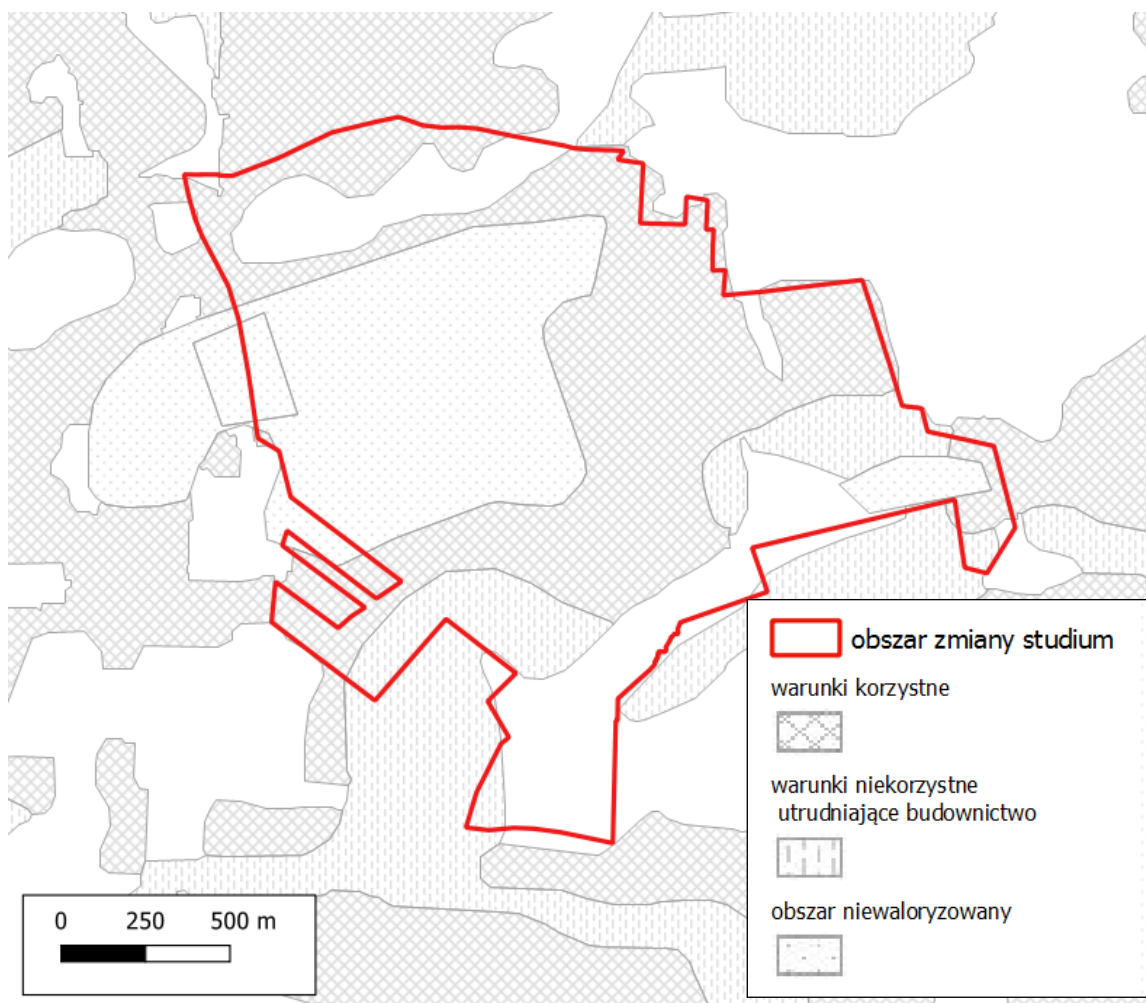 obszar zmiany studium
warunki korzystne
warunki niekorzystne
utrudniające budownictwo
obszar niewaloryzowany
0 250 500 m